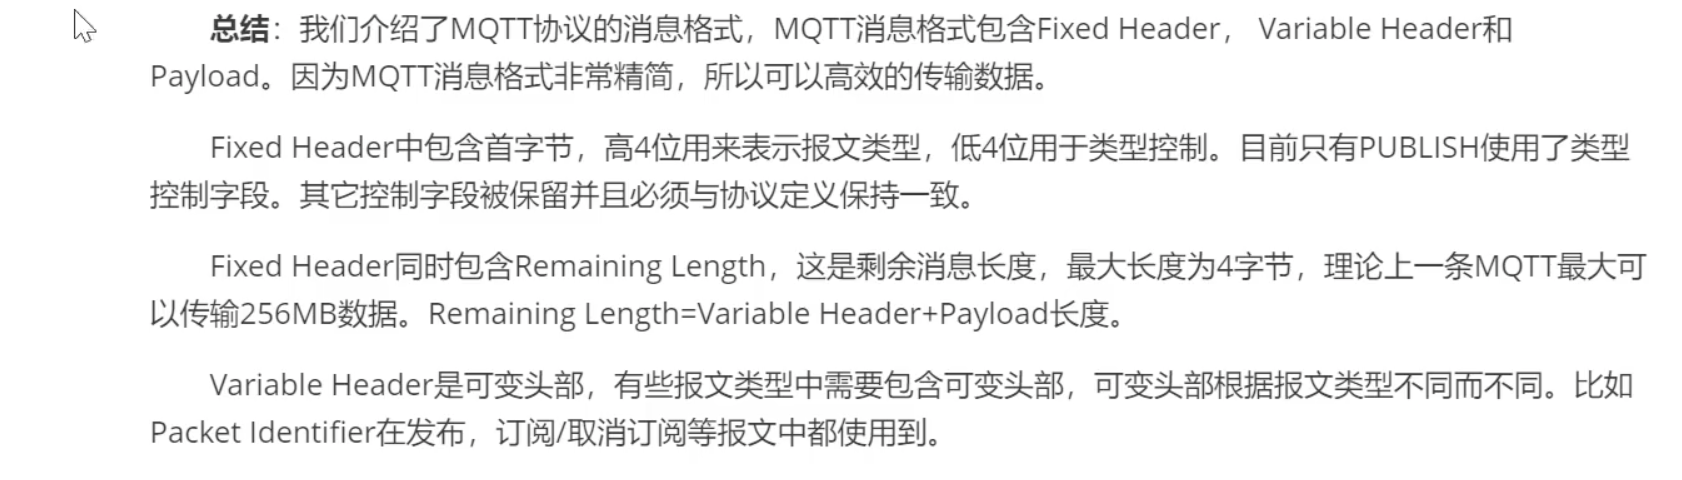 总结：我们介绍了MQTT协议的消息格式，MQTT消息格式包含Fixed Header， Variable Header和
Payload。因为MQTT消息格式非常精简，所以可以高效的传输数据。
Fixed Header中包含首字节，高4位用来表示报文类型，低4位用于类型控制。目前只有PUBLISH使用了类型
控制字段。其它控制字段被保留并且必须与协议定义保持一致。
Fixed Header同时包含Remaining Length，这是剩余消息长度，最大长度为4字节，理论上一条MQTT最大可
以传输256MB数据。Remaining Length=Variable Header+Payload长度。
Variable Header是可变头部，有些报文类型中需要包含可变头部，可变头部根据报文类型不同而不同。比如
Packet Identifier在发布，订阅/取消订阅等报文中都使用到。